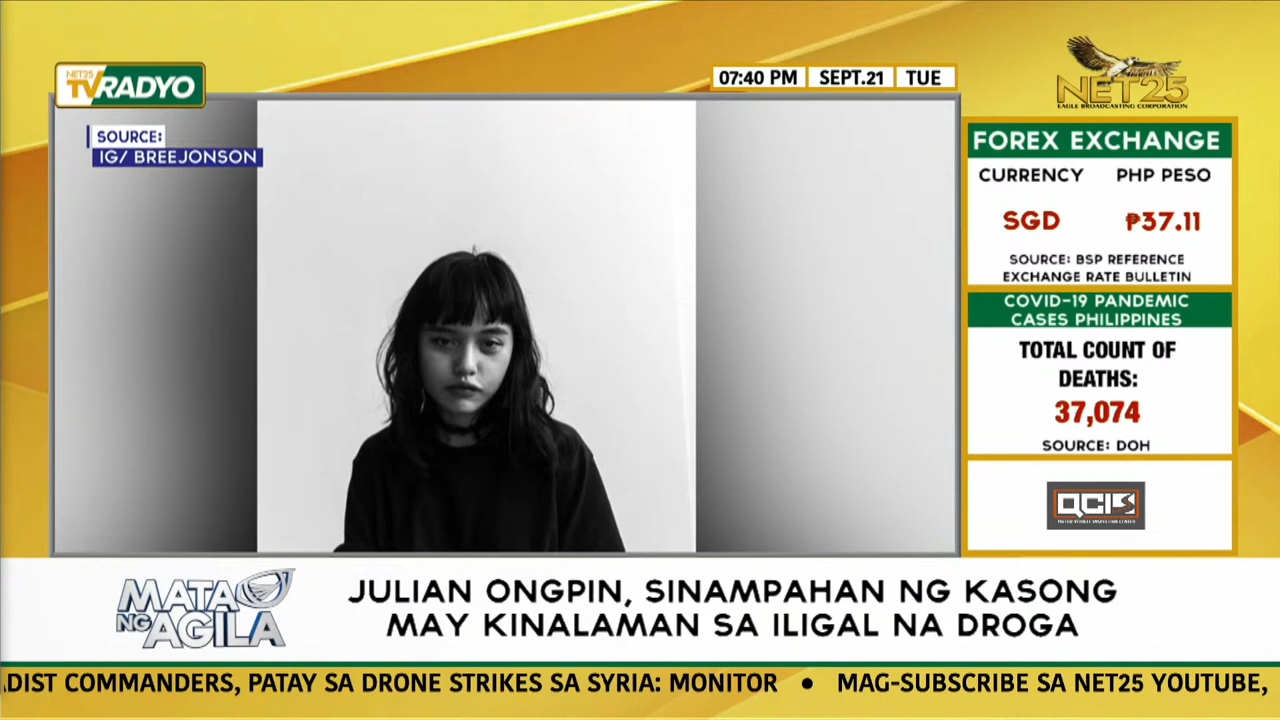 NET25
TVRADYO
07:40 PM SEPT.21 TUE
NET25
EAGLE BROADCASTING CORPORATION
SOURCE:
IG/ BREEJONSON
FOREX EXCHANGE
CURRENCY PHP PESO
SGD ₱37.11
SOURCE: BSP REFERENCE
EXCHANGE RATE BULLETIN
COVID-19 PANDEMIC
CASES PHILIPPINES
TOTAL COUNT OF
DEATHS:
37,074
SOURCE: DOH
QCIS
MATA
NG AGILA
JULIAN ONGPIN, SINAMPAHAN NG KASONG
MAY KINALAMAN SA ILIGAL NA DROGA
DIST COMMANDERS, PATAY SA DRONE STRIKES SA SYRIA: MONITOR • MAG-SUBSCRIBE SA NET25 YOUTUBE,